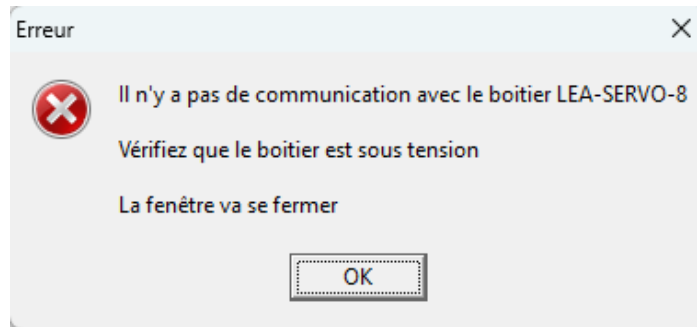 Erreur
Il n'y a pas de communication avec le boitier LEA-SERVO-8
Vérifiez que le boitier est sous tension
La fenêtre va se fermer
OK